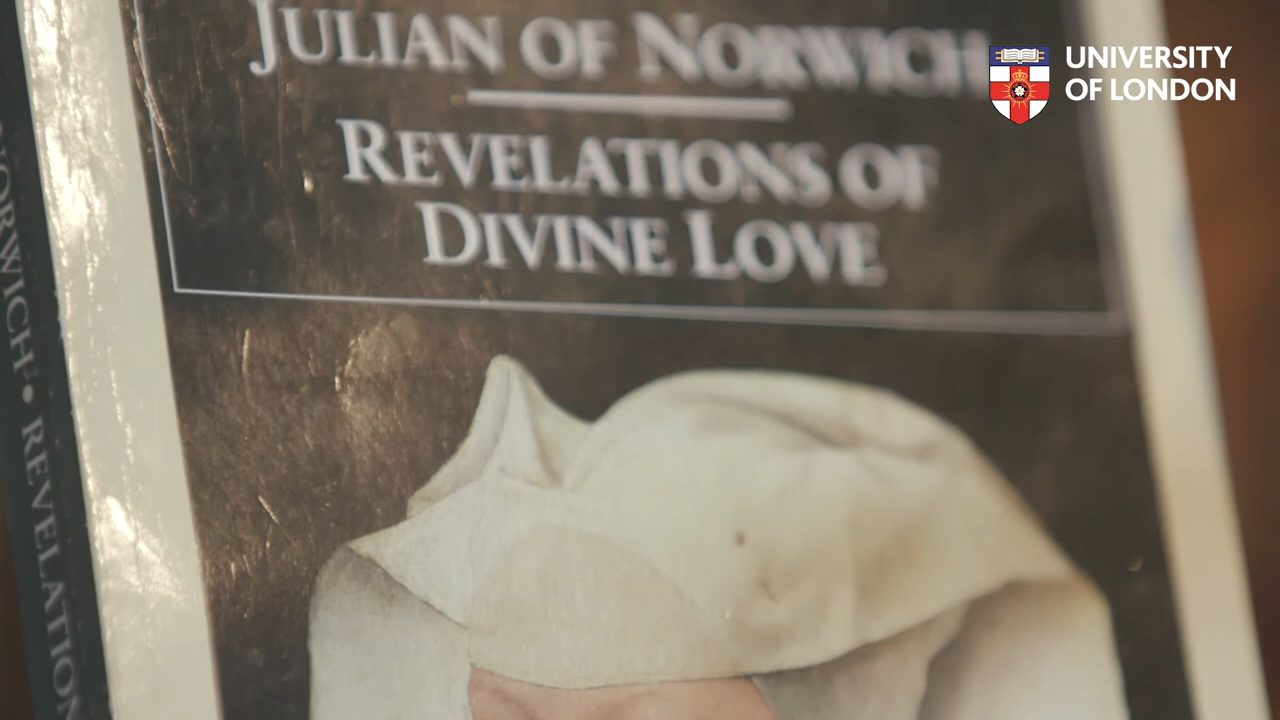 JULIAN OF NORWICH
REVELATIONS OF
DIVINE LOVE
UNIVERSITY
OF LONDON
NORWICH • REVELATION